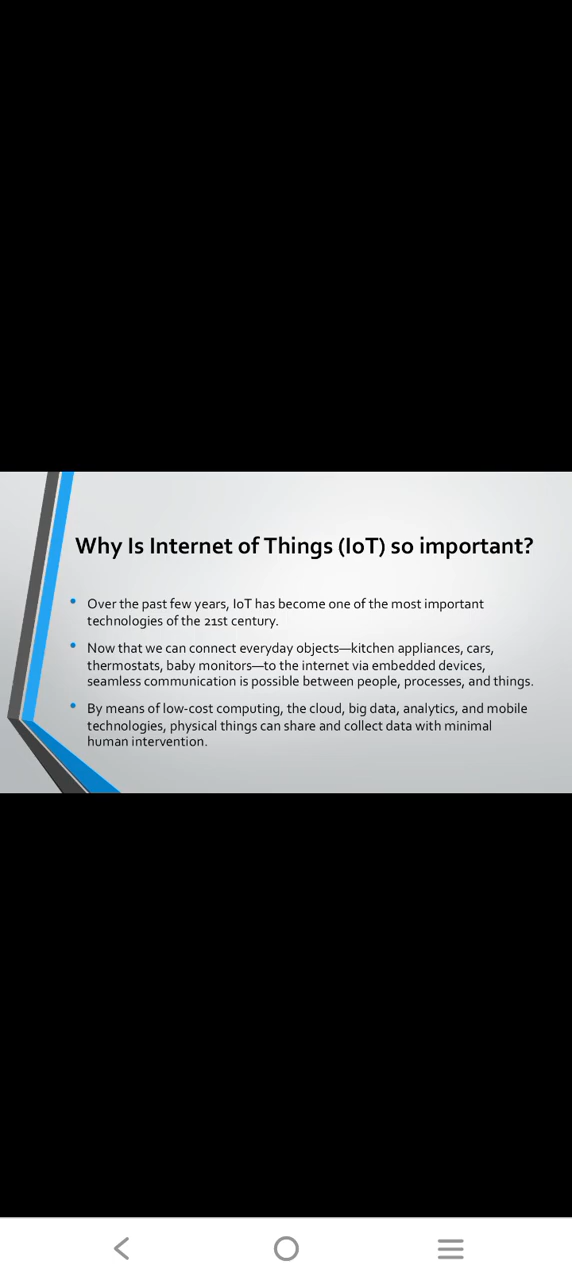 Why Is Internet of Things (IoT) so important?
• Over the past few years, IoT has become one of the most important
technologies of the 21st century.
• Now that we can connect everyday objects—kitchen appliances, cars,
thermostats, baby monitors—to the internet via embedded devices,
seamless communication is possible between people, processes, and things.
• By means of low-cost computing, the cloud, big data, analytics, and mobile
technologies, physical things can share and collect data with minimal
human intervention.